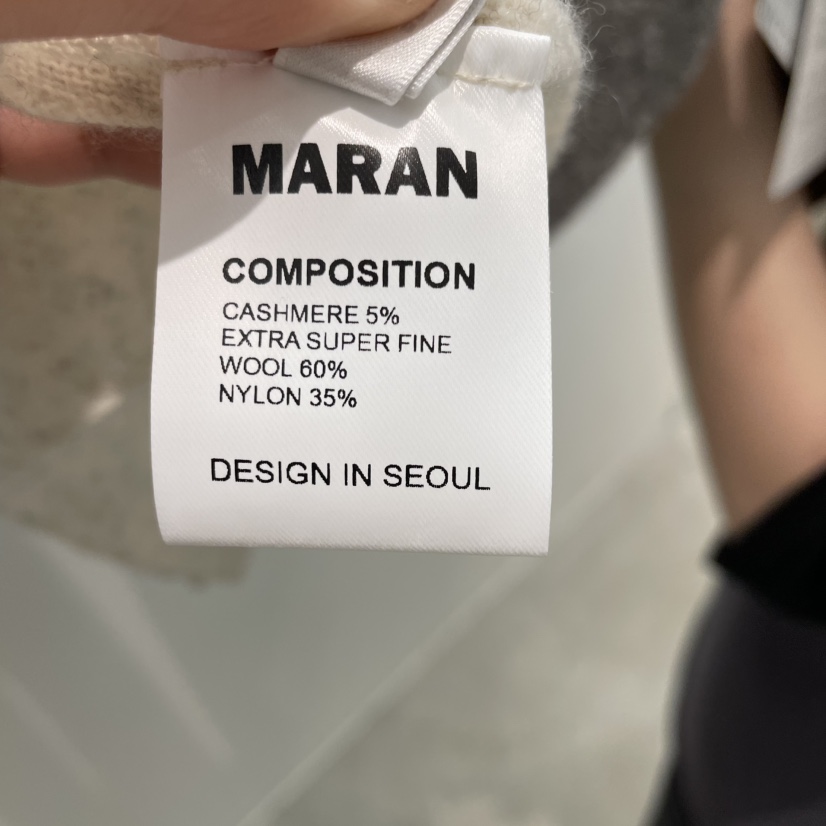 MARAN
COMPOSITION
CASHMERE 5%
EXTRA SUPER FINE
WOOL 60%
NYLON 35%
DESIGN IN SEOUL